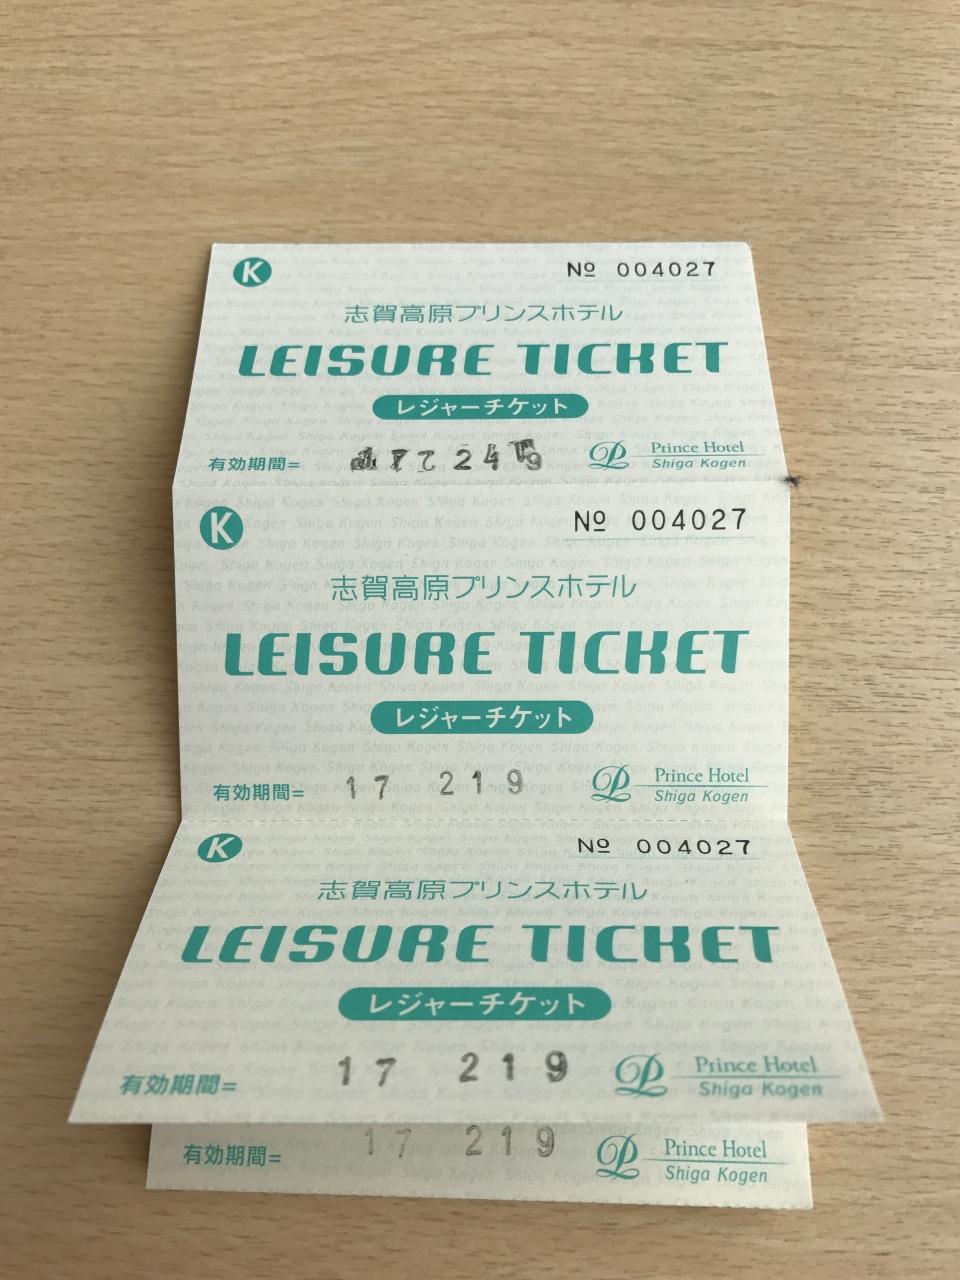 K
No 004027
志賀高原プリンスホテル
LEISURE TICKET
レジャーチケット
有効期間=
Prince Hotel
Shiga Kogen
K
No 004027
志賀高原プリンスホテル
LEISURE TICKET
レジャーチケット
有効期間= 17 219
Prince Hotel
Shiga Kogen
K
No 004027
志賀高原プリンスホテル
LEISURE TICKET
レジャーチケット
有効期間= 17 219
Prince Hotel
Shiga Kogen
有効期間= 17 219
Prince Hotel
Shiga Kogen